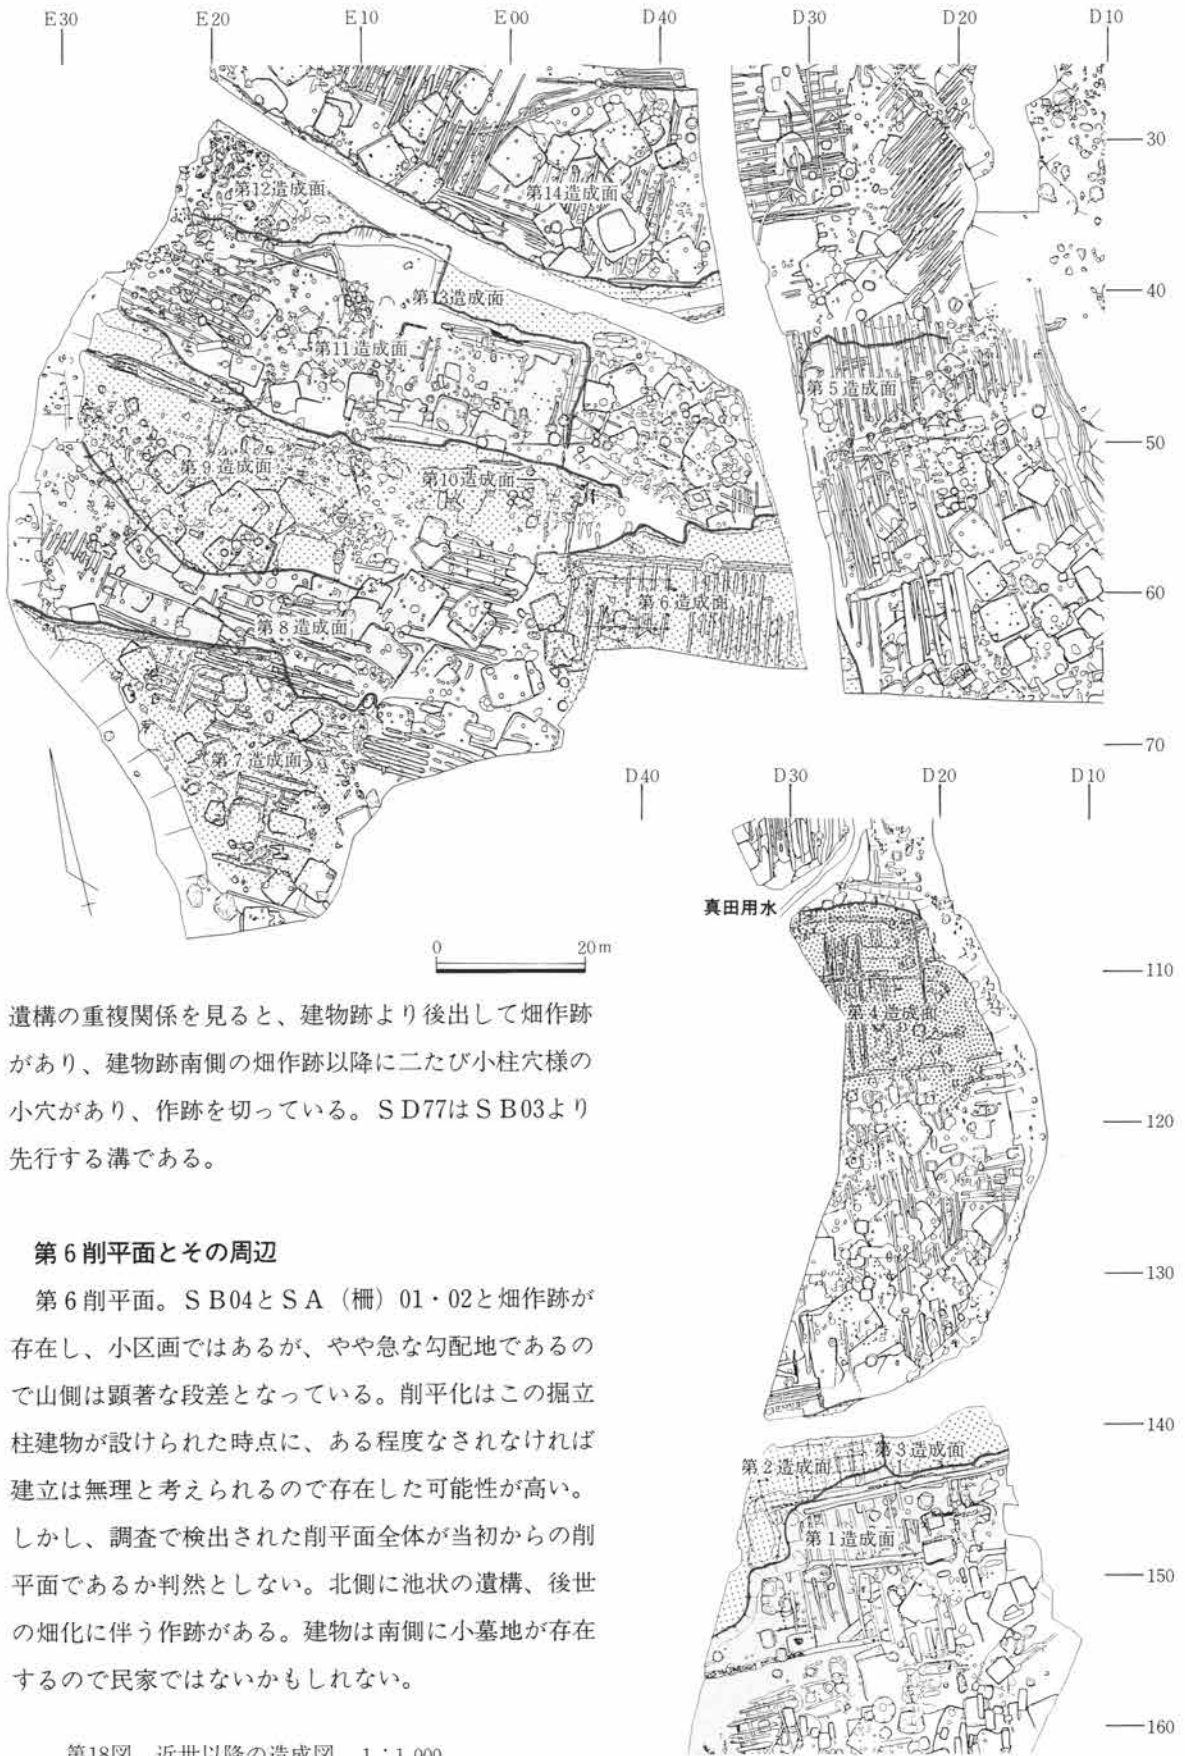 E30 E20 E10 E00 D40 D30 D20 D10
30
第12造成面
第14造成面
40
第13造成面
第11造成面
第5造成面
50
第9造成面
第10造成面
60
第6造成面
第8造成面
70
第7造成面
D40 D30 D20 D10
真田用水
0 20m
110
第4造成面
120
130
140
第3造成面
第2造成面
第1造成面
150
160
遺構の重複関係を見ると、建物跡より後出して畑作跡
があり、建物跡南側の畑作跡以降に二たび小柱穴様の
小穴があり、作跡を切っている。ＳＤ77はＳＢ03より
先行する溝である。
第6削平面とその周辺
第6削平面。ＳＢ04とＳＡ（柵）01・02と畑作跡が
存在し、小区画ではあるが、やや急な勾配地であるの
で山側は顕著な段差となっている。削平化はこの掘立
柱建物が設けられた時点に、ある程度なされなければ
建立は無理と考えられるので存在した可能性が高い。
しかし、調査で検出された削平面全体が当初からの削
平面であるか判然としない。北側に池状の遺構、後世
の畑化に伴う作跡がある。建物は南側に小墓地が存在
するので民家ではないかもしれない。
第18図 近世以降の造成図 1：1,000